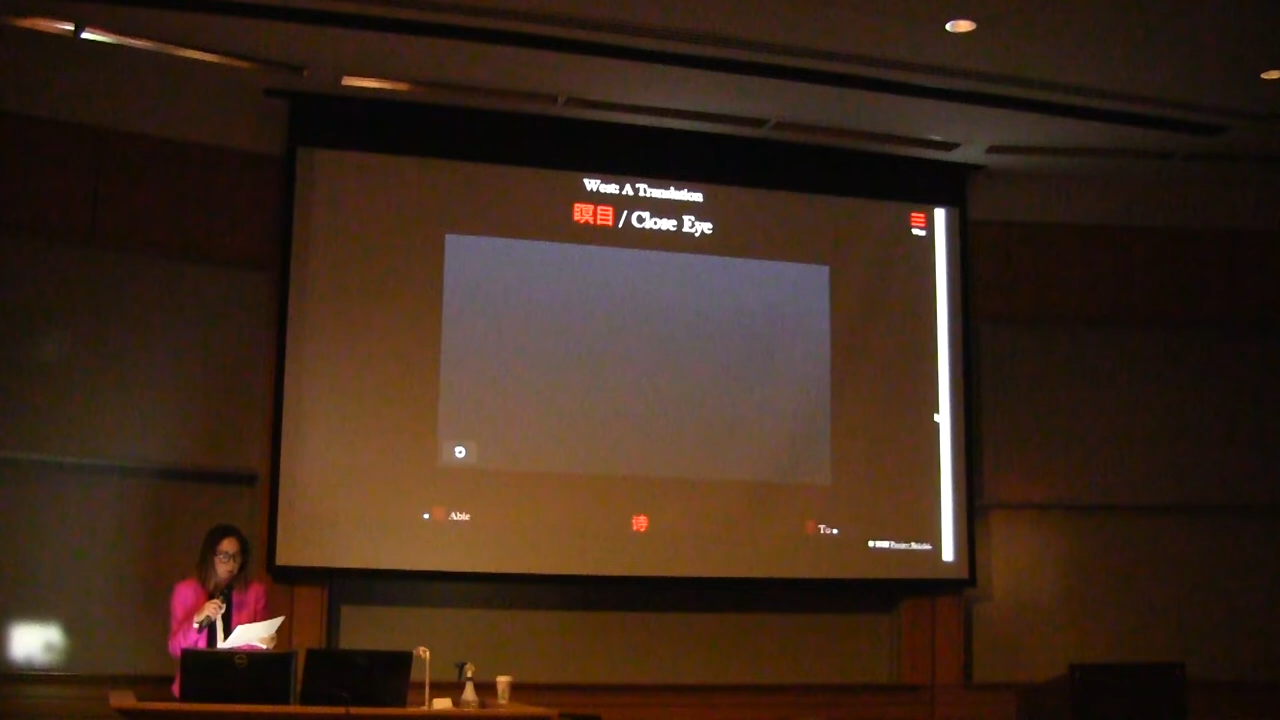 West: A Translation
瞑目 / Close Eye
Able
诗
To